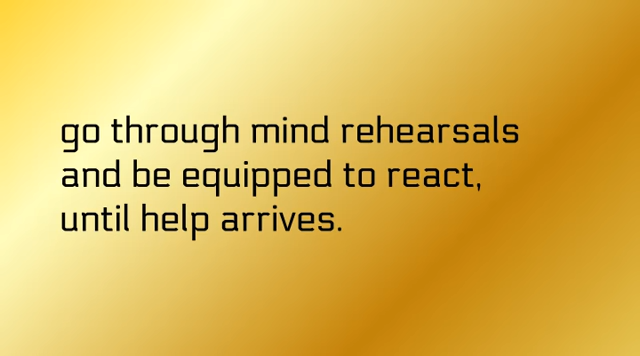 go through mind rehearsals
and be equipped to react,
until help arrives.